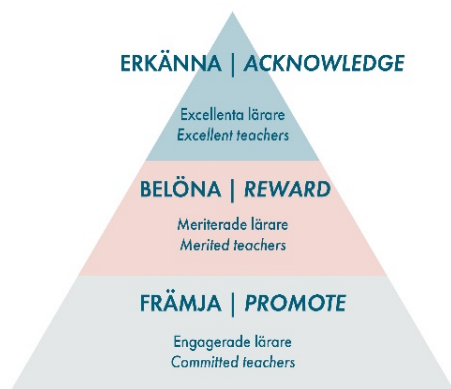 ERKÄNNA | ACKNOWLEDGE
Excellenta lärare
Excellent teachers
BELÖNA | REWARD
Meriterade lärare
Merited teachers
FRÄMJA | PROMOTE
Engagerade lärare
Committed teachers